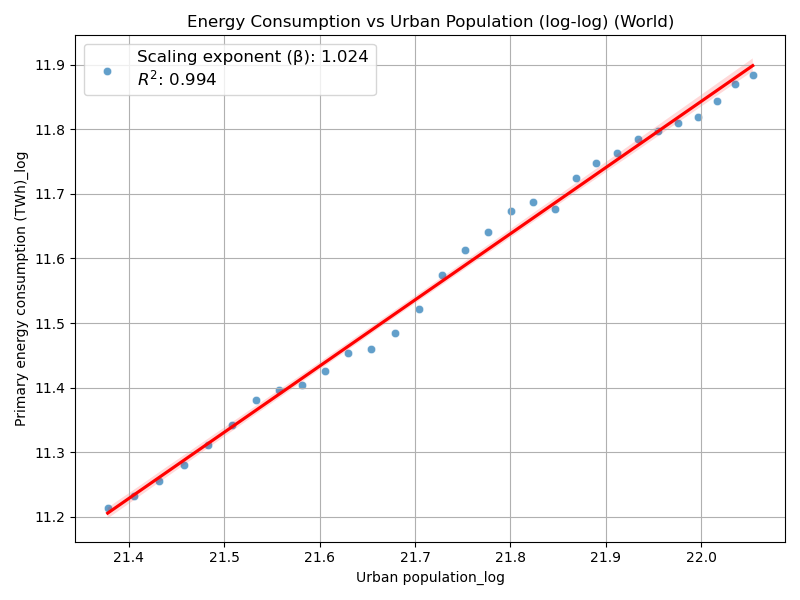 Energy Consumption vs Urban Population (log-log) (World)
Scaling exponent (β): 1.024
R²: 0.994
11.9
11.8
11.7
11.6
11.5
11.4
11.3
11.2
Primary energy consumption (TWh)_log
21.4 21.5 21.6 21.7 21.8 21.9 22.0
Urban population_log